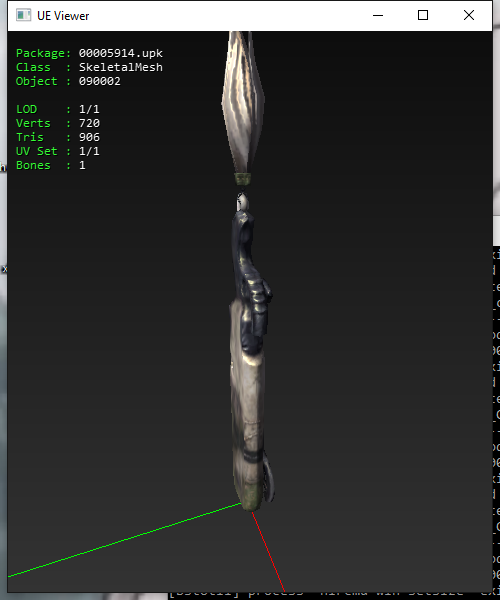 UE Viewer
Package: 00005914.upk
Class : SkeletalMesh
Object : 090002
LOD : 1/1
Verts : 720
Tris : 906
UV Set : 1/1
Bones : 1